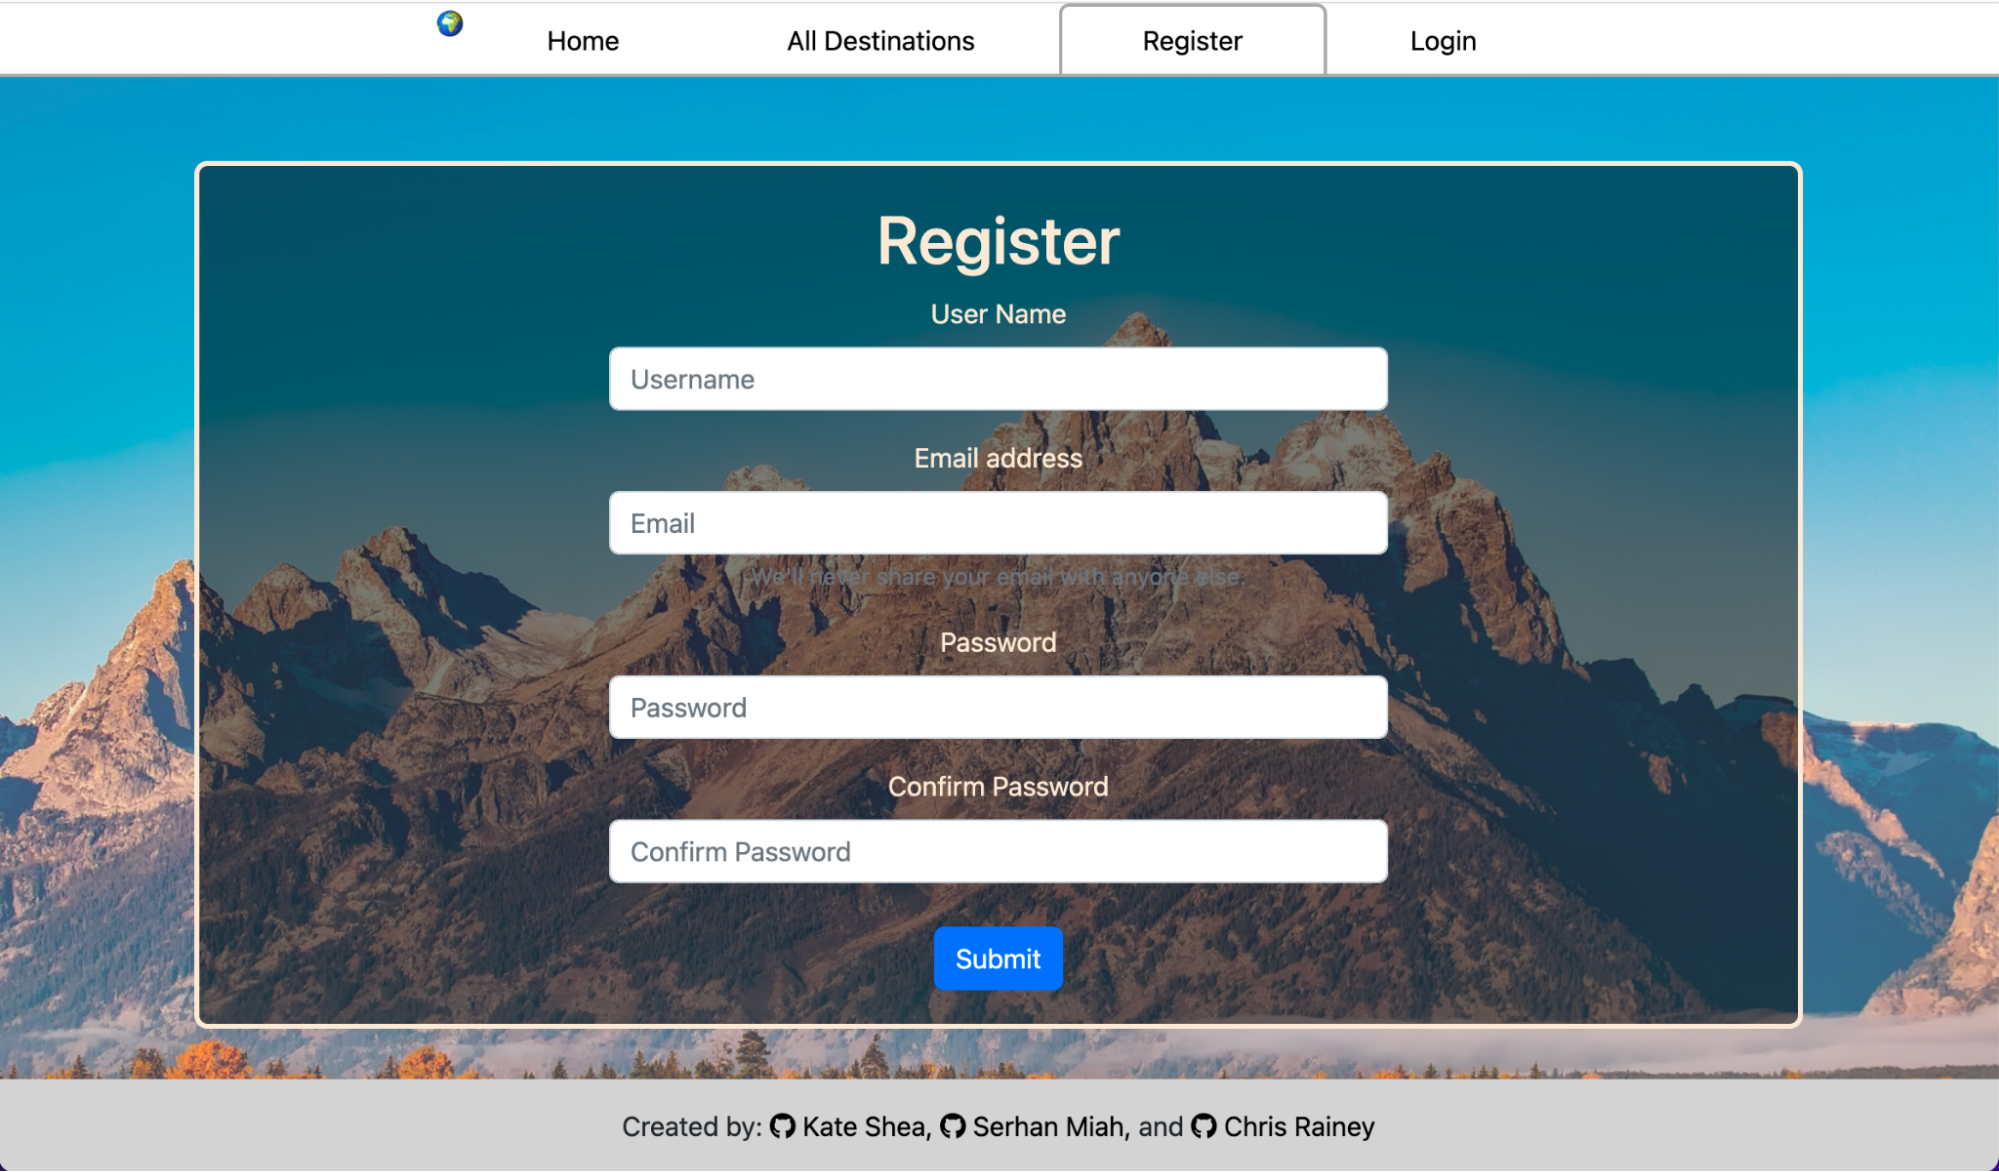 Home All Destinations Register Login
Register
User Name
Username
Email address
Email
We'll never share your email with anyone else.
Password
Password
Confirm Password
Confirm Password
Submit
Created by: Kate Shea, Serhan Miah, and Chris Rainey